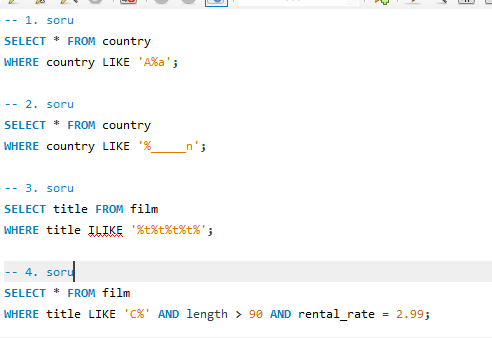 -- 1. soru
SELECT * FROM country
WHERE country LIKE 'A%a';
-- 2. soru
SELECT * FROM country
WHERE country LIKE '%_____n';
-- 3. soru
SELECT title FROM film
WHERE title ILIKE '%t%t%t%t%';
-- 4. soru
SELECT * FROM film
WHERE title LIKE 'C%' AND length > 90 AND rental_rate = 2.99;